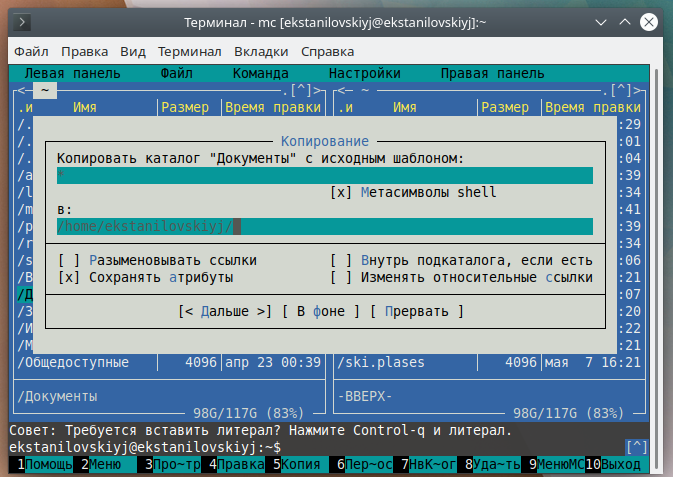 Терминал - mc [ekstanilovskiyj@ekstanilovskiyj]:~
Файл Правка Вид Терминал Вкладки Справка
Левая панель Файл Команда Настройки Правая панель
<─ ~ .[^]> <─ ~ .[^]>
.и Имя Размер Время правки .и Имя Размер Время правки
/. :29
/. :01
/. :04
/a :39
/l :34
/m :41
/p :39
/r :34
/s :06
/B :21
/Д :07
/З :20
/И :22
/М :21
Копирование
Копировать каталог "Документы" с исходным шаблоном:
*
[x] Метасимволы shell
в:
/home/ekstanilovskiyj/
[ ] Разыменовывать ссылки [ ] Внутрь подкаталога, если есть
[x] Сохранять атрибуты [ ] Изменять относительные ссылки
[< Дальше >] [ В фоне ] [ Прервать ]
/Общедоступные 4096 апр 23 00:39 /ski.plases 4096 мая 7 16:21
/Документы -ВВЕРХ-
98G/117G (83%) 98G/117G (83%)
Совет: Требуется вставить литерал? Нажмите Control-q и литерал.
ekstanilovskiyj@ekstanilovskiyj:~$ [^]
1Помощь 2Меню 3Про~тр 4Правка 5Копия 6Пер~ос 7НвК~ог 8Уда~ть 9МенюMC 10Выход